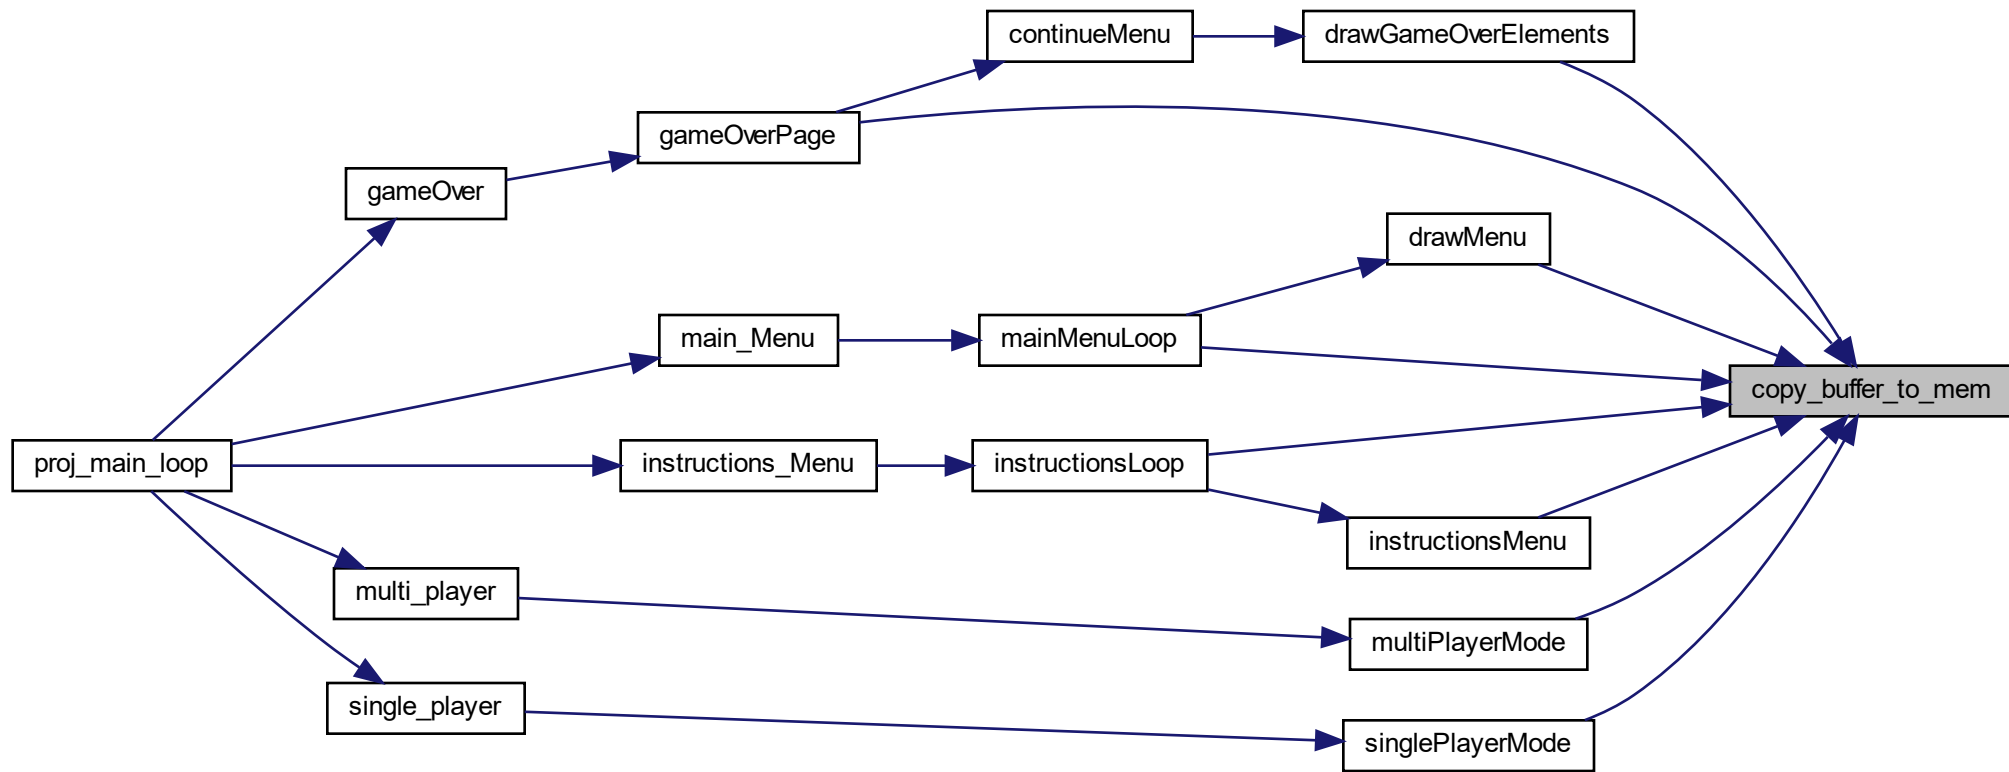 continueMenu
drawGameOverElements
gameOverPage
gameOver
drawMenu
main_Menu
mainMenuLoop
copy_buffer_to_mem
proj_main_loop
instructions_Menu
instructionsLoop
instructionsMenu
multi_player
multiPlayerMode
single_player
singlePlayerMode